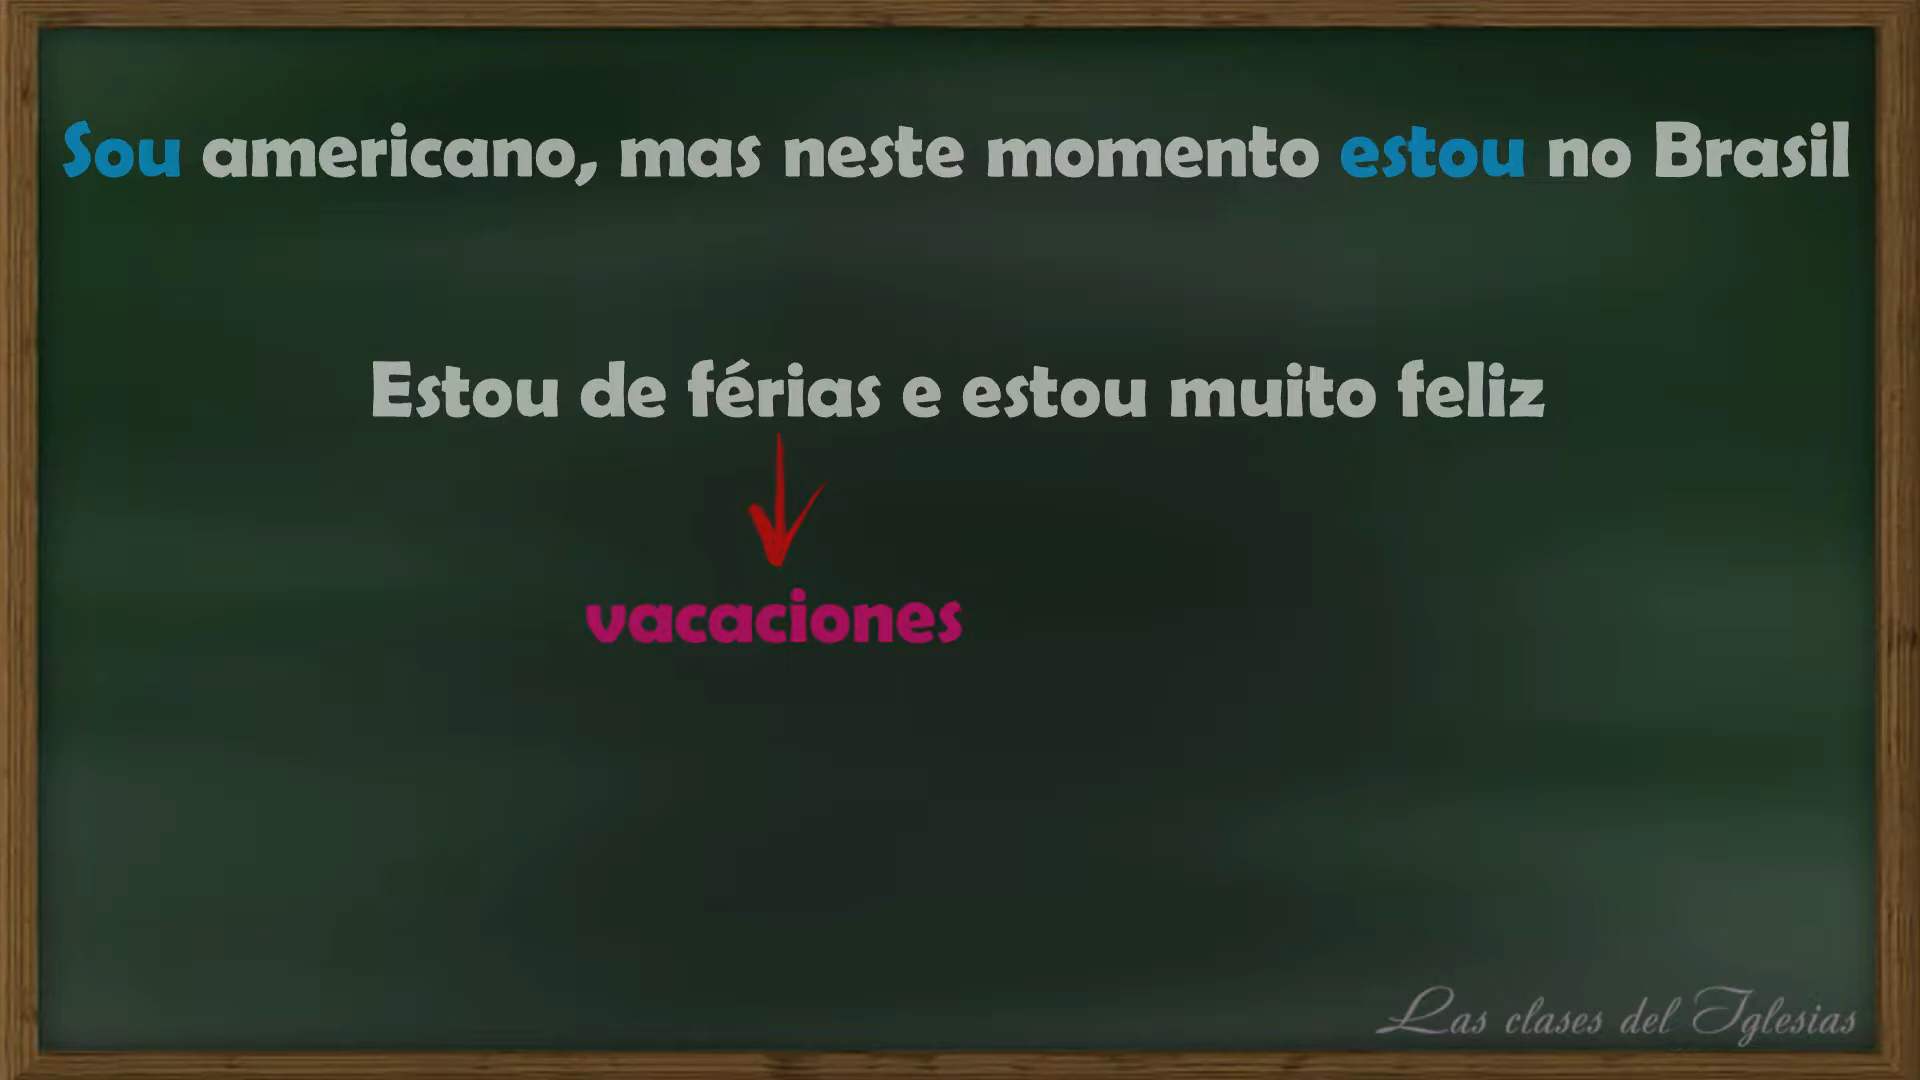 Sou americano, mas neste momento estou no Brasil
Estou de férias e estou muito feliz
vacaciones
Las clases del Iglesias